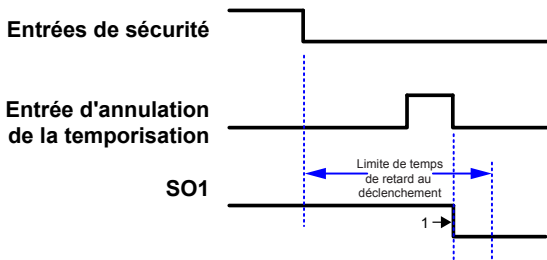 Entrées de sécurité
Entrée d'annulation
de la temporisation
Limite de temps
de retard au
déclenchement
SO1
1